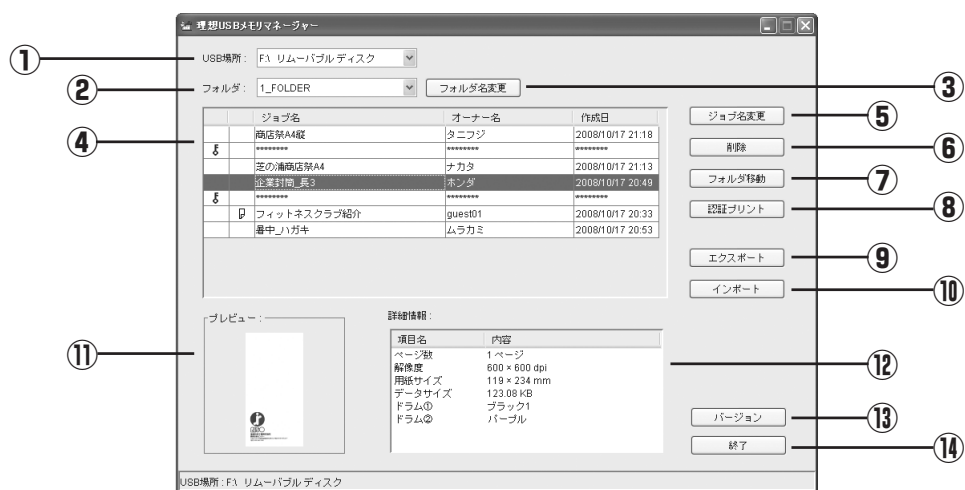 理想USBメモリマネージャー
① USB場所: F:\ リムーバブル ディスク
② フォルダ: 1_FOLDER フォルダ名変更 ③
④ ジョブ名 オーナー名 作成日 ジョブ名変更 ⑤
商店祭A4縦 タニフジ 2008/10/17 21:18
******** ******** ******** 削除 ⑥
芝の浦商店祭A4 ナカタ 2008/10/17 21:13
企業封筒_長3 ホンダ 2008/10/17 20:49 フォルダ移動 ⑦
******** ******** ********
フィットネスクラブ紹介 guest01 2008/10/17 20:33 認証プリント ⑧
暑中_ハガキ ムラカミ 2008/10/17 20:53
エクスポート ⑨
インポート ⑩
⑪ プレビュー:
詳細情報: ⑫
項目名 内容
ページ数 1 ページ
解像度 600 × 600 dpi
用紙サイズ 119 × 234 mm
データサイズ 123.08 KB
ドラム① ブラック1
ドラム② パープル
バージョン ⑬
終了 ⑭
USB場所 : F:\ リムーバブル ディスク